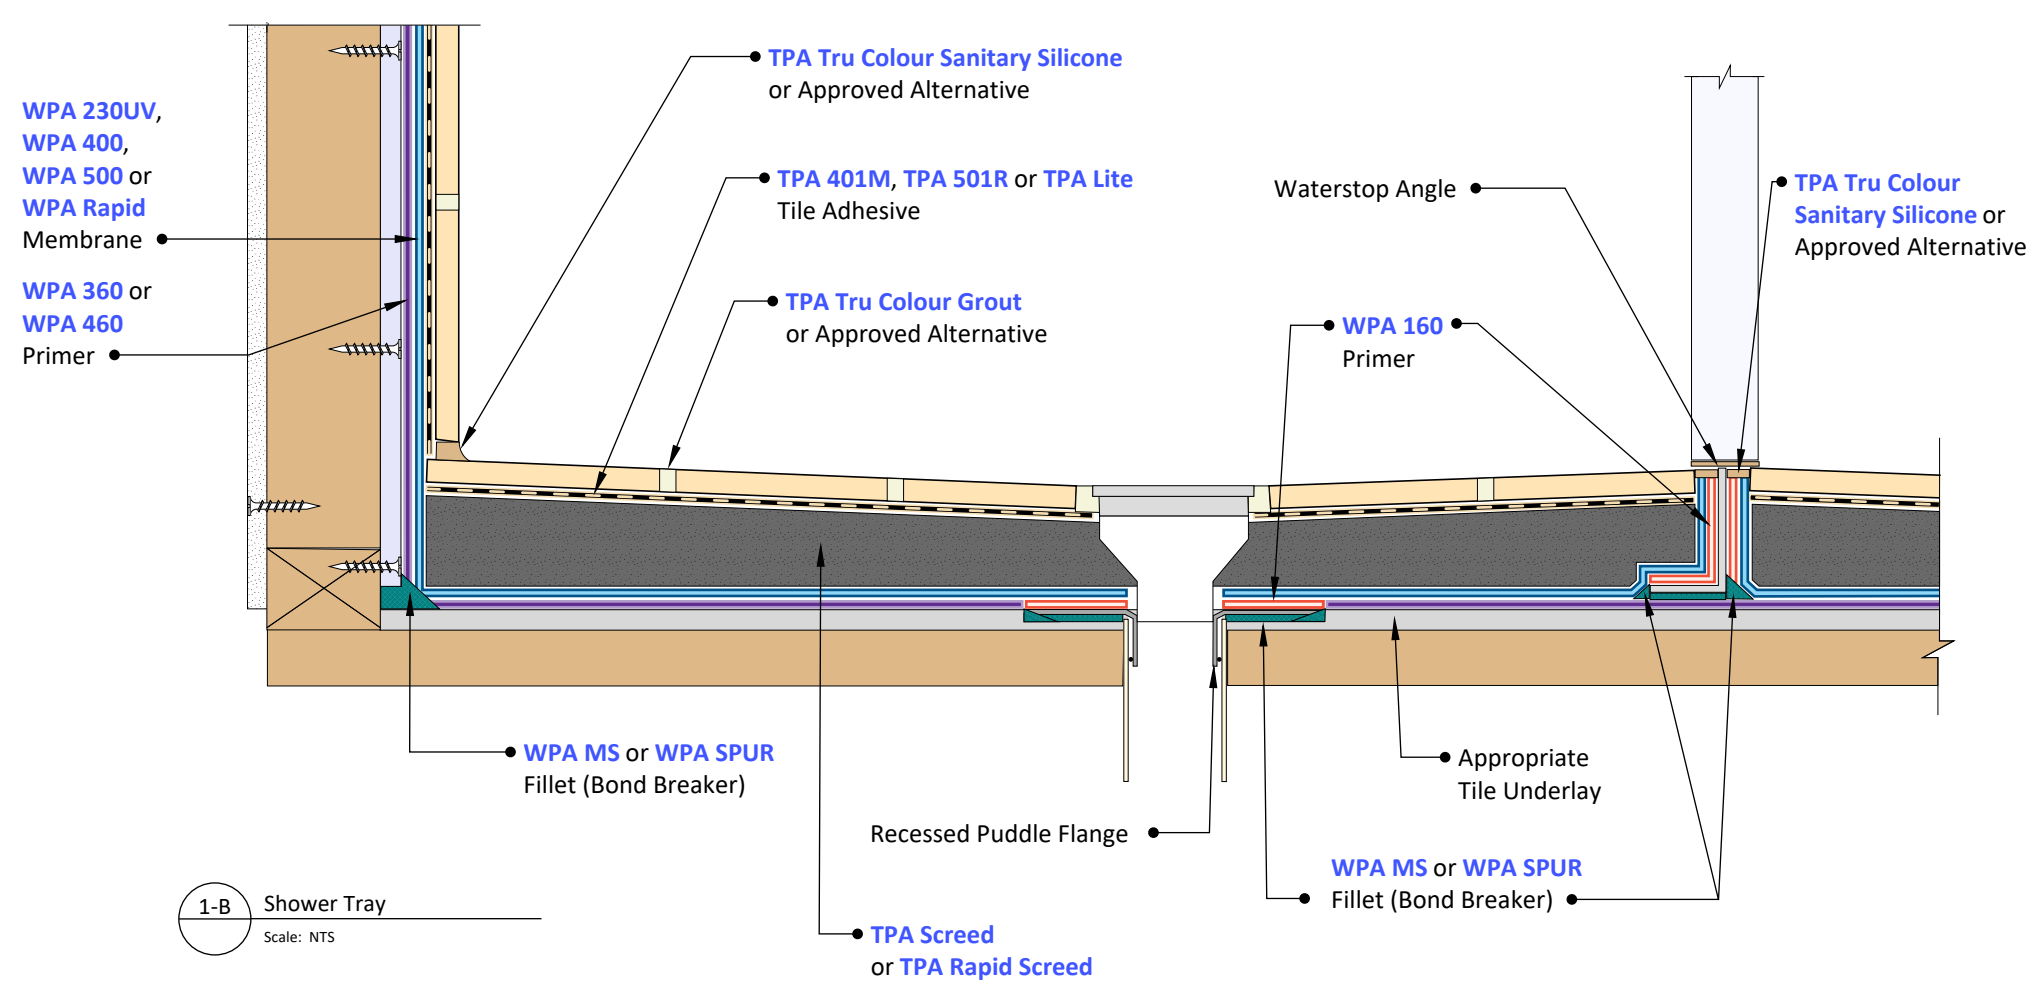 TPA Tru Colour Sanitary Silicone
or Approved Alternative
WPA 230UV,
WPA 400,
WPA 500 or
WPA Rapid
Membrane
TPA 401M, TPA 501R or TPA Lite
Tile Adhesive
Waterstop Angle
TPA Tru Colour
Sanitary Silicone or
Approved Alternative
WPA 360 or
WPA 460
Primer
TPA Tru Colour Grout
or Approved Alternative
WPA 160
Primer
WPA MS or WPA SPUR
Fillet (Bond Breaker)
Appropriate
Tile Underlay
Recessed Puddle Flange
WPA MS or WPA SPUR
Fillet (Bond Breaker)
1-B
Shower Tray
Scale: NTS
TPA Screed
or TPA Rapid Screed